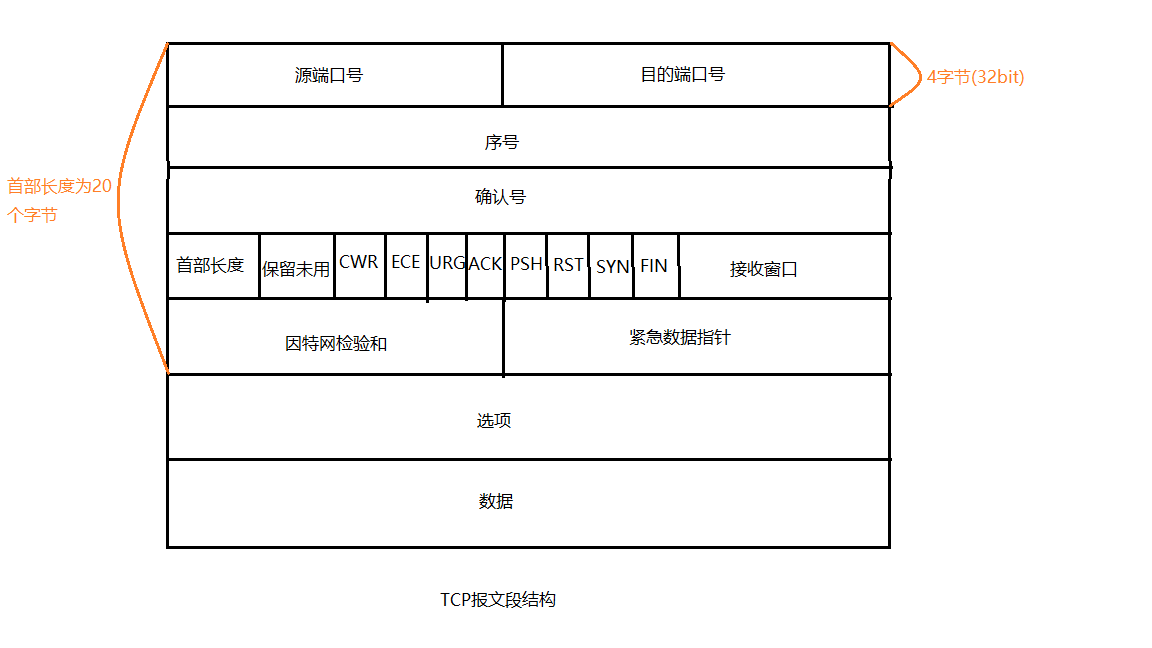 源端口号
目的端口号
4字节(32bit)
序号
首部长度为20
个字节
确认号
首部长度
保留未用
CWR
ECE
URG
ACK
PSH
RST
SYN
FIN
接收窗口
因特网检验和
紧急数据指针
选项
数据
TCP报文段结构